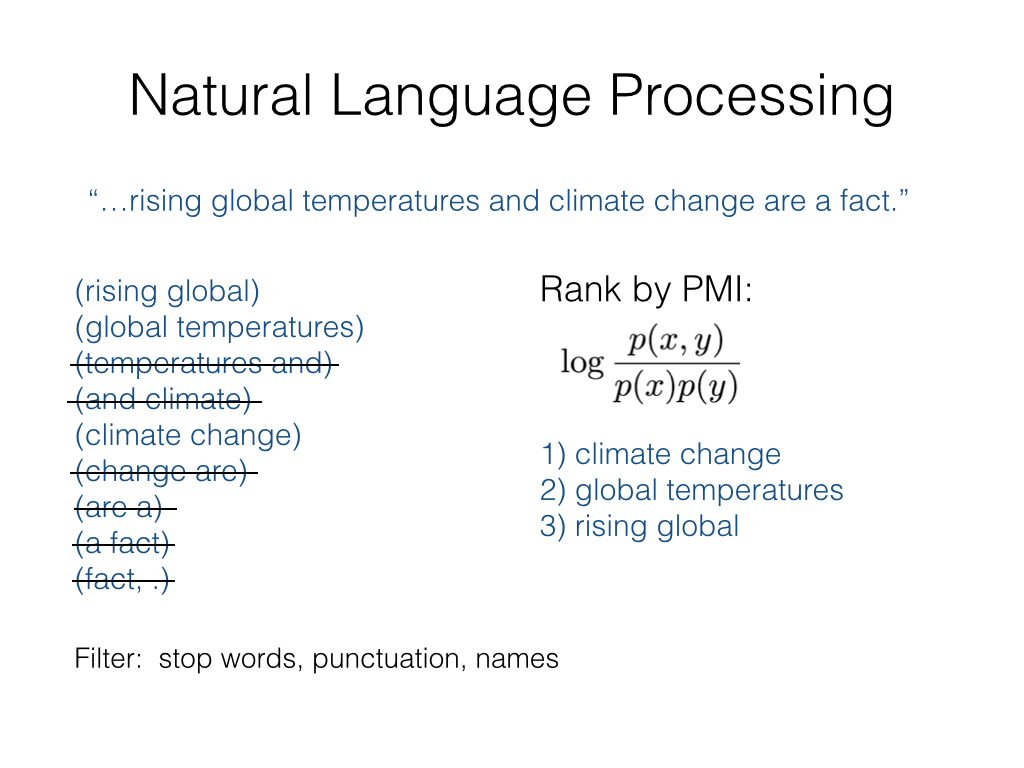 Natural Language Processing
“…rising global temperatures and climate change are a fact.”
(rising global)
(global temperatures)
(temperatures and)
(and climate)
(climate change)
(change are)
(are a)
(a fact)
(fact, .)
Rank by PMI:
log p(x, y) / p(x)p(y)
1) climate change
2) global temperatures
3) rising global
Filter:  stop words, punctuation, names